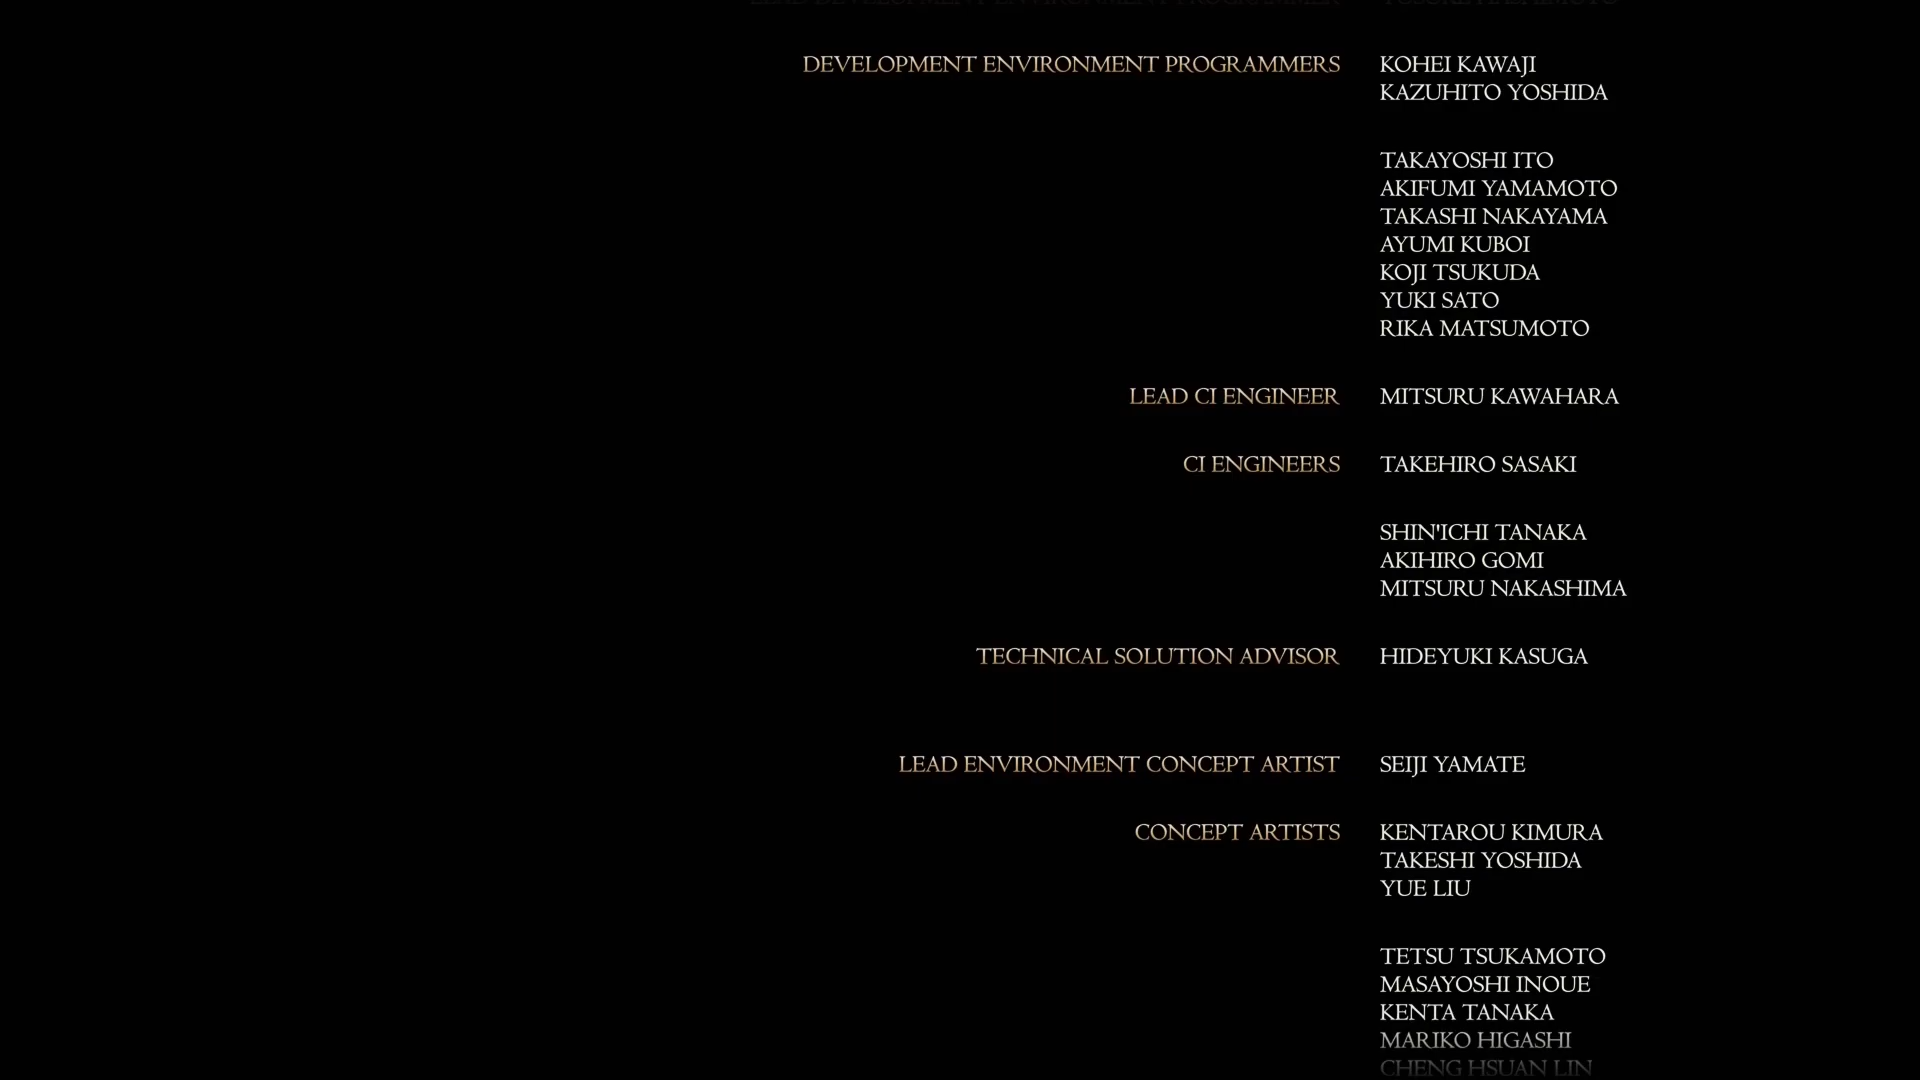 DEVELOPMENT ENVIRONMENT PROGRAMMERS KOHEI KAWAJI
KAZUHITO YOSHIDA
TAKAYOSHI ITO
AKIFUMI YAMAMOTO
TAKASHI NAKAYAMA
AYUMI KUBOI
KOJI TSUKUDA
YUKI SATO
RIKA MATSUMOTO
LEAD CI ENGINEER MITSURU KAWAHARA
CI ENGINEERS TAKEHIRO SASAKI
SHIN'ICHI TANAKA
AKIHIRO GOMI
MITSURU NAKASHIMA
TECHNICAL SOLUTION ADVISOR HIDEYUKI KASUGA
LEAD ENVIRONMENT CONCEPT ARTIST SEIJI YAMATE
CONCEPT ARTISTS KENTAROU KIMURA
TAKESHI YOSHIDA
YUE LIU
TETSU TSUKAMOTO
MASAYOSHI INOUE
KENTA TANAKA
MARIKO HIGASHI
CHENG HSUAN LIN